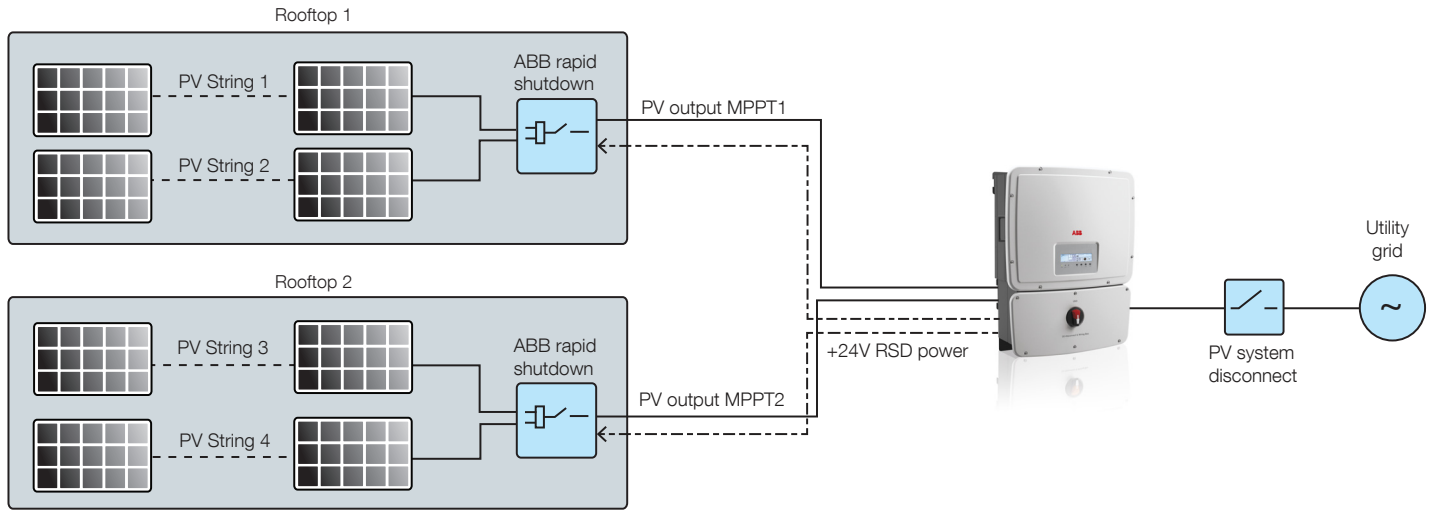 Rooftop 1
PV String 1
PV String 2
ABB rapid
shutdown
PV output MPPT1
Rooftop 2
PV String 3
PV String 4
ABB rapid
shutdown
PV output MPPT2
+24V RSD power
ABB
PV system
disconnect
Utility
grid
~